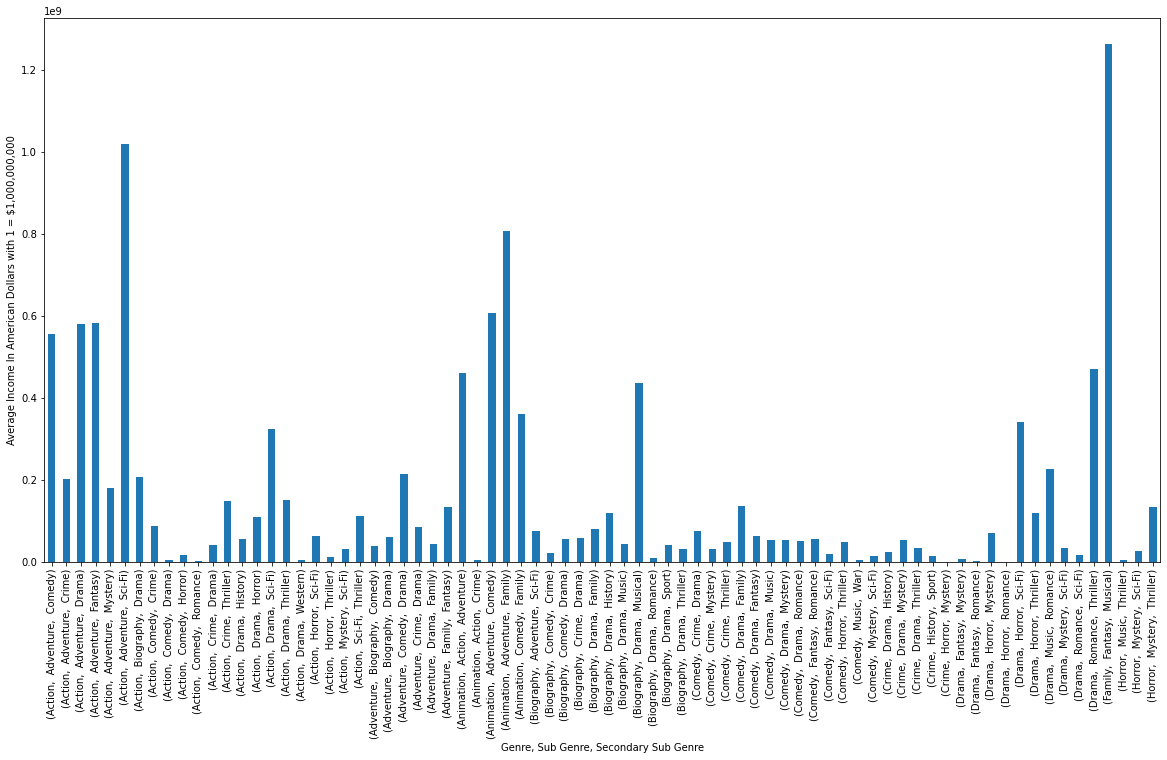 1e9
Average Income In American Dollars with 1 = $1,000,000,000
1.2
1.0
0.8
0.6
0.4
0.2
0.0
(Action, Adventure, Comedy)
(Action, Adventure, Crime)
(Action, Adventure, Drama)
(Action, Adventure, Fantasy)
(Action, Adventure, Mystery)
(Action, Adventure, Sci-Fi)
(Action, Biography, Drama)
(Action, Comedy, Crime)
(Action, Comedy, Drama)
(Action, Comedy, Horror)
(Action, Comedy, Romance)
(Action, Crime, Drama)
(Action, Crime, Thriller)
(Action, Drama, History)
(Action, Drama, Horror)
(Action, Drama, Sci-Fi)
(Action, Drama, Thriller)
(Action, Drama, Western)
(Action, Horror, Sci-Fi)
(Action, Horror, Thriller)
(Action, Mystery, Sci-Fi)
(Action, Sci-Fi, Thriller)
(Adventure, Biography, Comedy)
(Adventure, Biography, Drama)
(Adventure, Comedy, Drama)
(Adventure, Crime, Drama)
(Adventure, Drama, Family)
(Adventure, Family, Fantasy)
(Animation, Action, Adventure)
(Animation, Action, Crime)
(Animation, Adventure, Comedy)
(Animation, Adventure, Family)
(Animation, Comedy, Family)
(Biography, Adventure, Sci-Fi)
(Biography, Comedy, Crime)
(Biography, Comedy, Drama)
(Biography, Crime, Drama)
(Biography, Drama, Family)
(Biography, Drama, History)
(Biography, Drama, Music)
(Biography, Drama, Musical)
(Biography, Drama, Romance)
(Biography, Drama, Sport)
(Biography, Drama, Thriller)
(Comedy, Crime, Drama)
(Comedy, Crime, Mystery)
(Comedy, Crime, Thriller)
(Comedy, Drama, Family)
(Comedy, Drama, Fantasy)
(Comedy, Drama, Music)
(Comedy, Drama, Mystery)
(Comedy, Drama, Romance)
(Comedy, Fantasy, Romance)
(Comedy, Fantasy, Sci-Fi)
(Comedy, Horror, Thriller)
(Comedy, Music, War)
(Comedy, Mystery, Sci-Fi)
(Crime, Drama, History)
(Crime, Drama, Mystery)
(Crime, Drama, Thriller)
(Crime, History, Sport)
(Crime, Horror, Mystery)
(Drama, Fantasy, Mystery)
(Drama, Fantasy, Romance)
(Drama, Horror, Mystery)
(Drama, Horror, Romance)
(Drama, Horror, Sci-Fi)
(Drama, Horror, Thriller)
(Drama, Music, Romance)
(Drama, Mystery, Sci-Fi)
(Drama, Romance, Sci-Fi)
(Drama, Romance, Thriller)
(Family, Fantasy, Musical)
(Horror, Music, Thriller)
(Horror, Mystery, Sci-Fi)
(Horror, Mystery, Thriller)
Genre, Sub Genre, Secondary Sub Genre